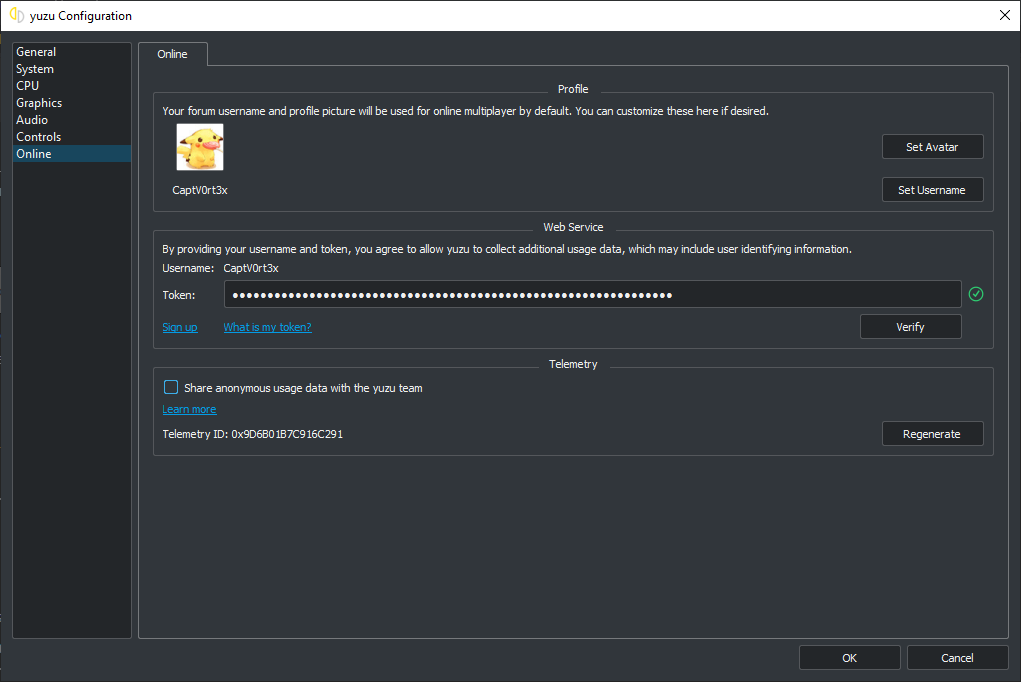 yuzu Configuration
General
System
CPU
Graphics
Audio
Controls
Online
Online
Profile
Your forum username and profile picture will be used for online multiplayer by default. You can customize these here if desired.
Set Avatar
CaptV0rt3x
Set Username
Web Service
By providing your username and token, you agree to allow yuzu to collect additional usage data, which may include user identifying information.
Username: CaptV0rt3x
Token: ●●●●●●●●●●●●●●●●●●●●●●●●●●●●●●●●●●●●●●●●●●●●●●●●●●●●●●●●●●●●●●●●
Sign up What is my token? Verify
Telemetry
Share anonymous usage data with the yuzu team
Learn more
Telemetry ID: 0x9D6B01B7C916C291 Regenerate
OK Cancel